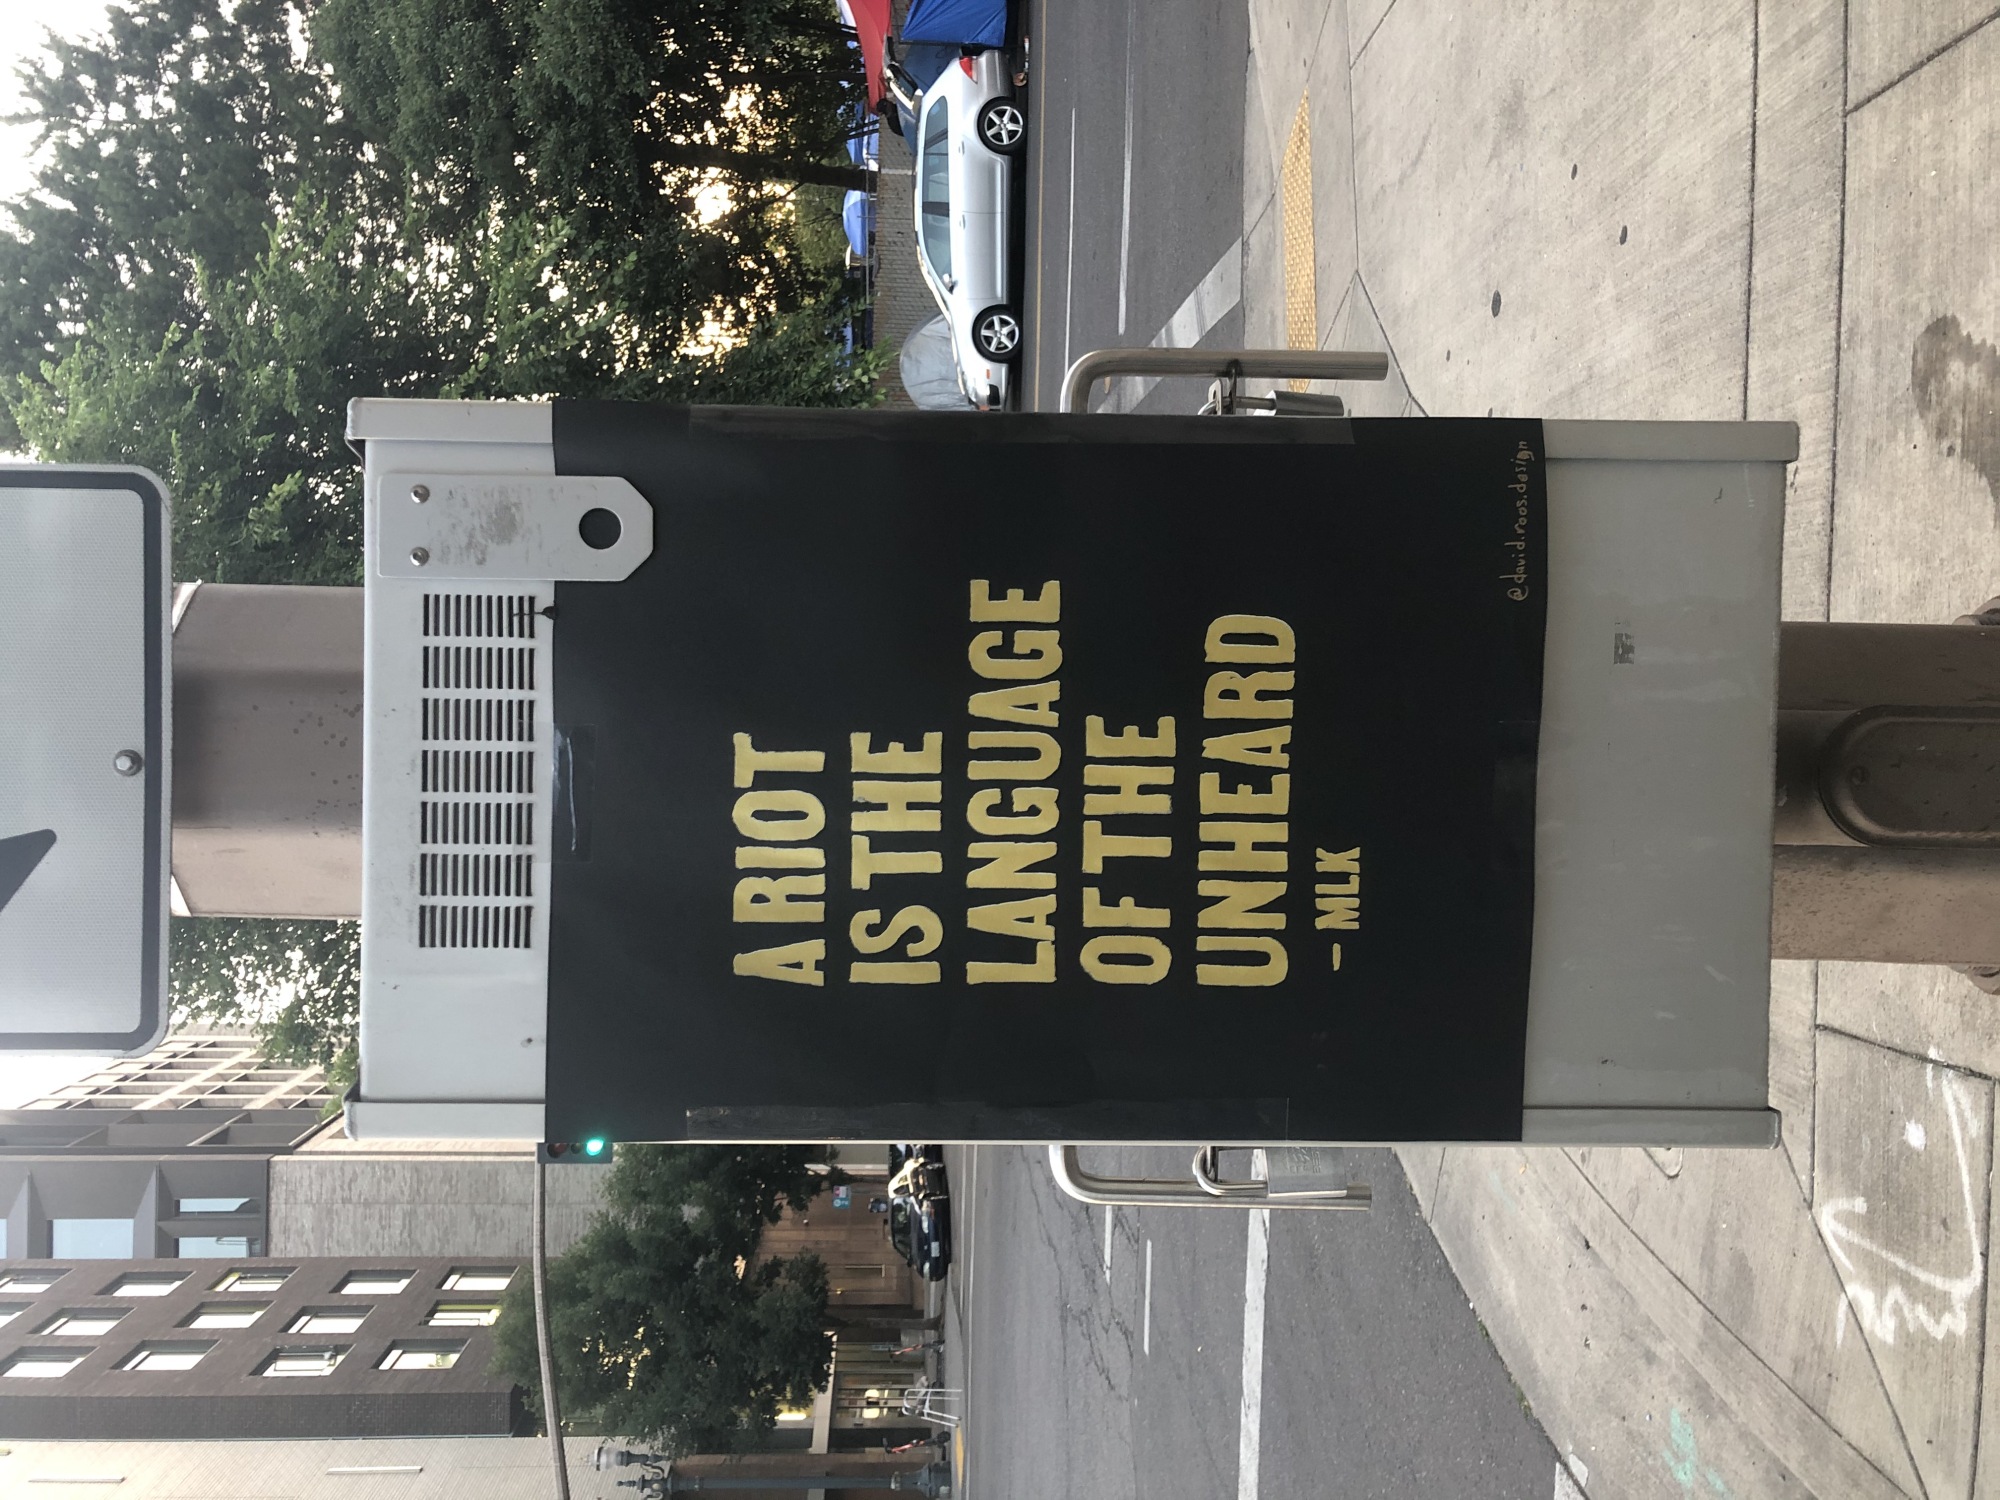 A RIOT
IS THE
LANGUAGE
OF THE
UNHEARD
- MLK
@david.roos.design